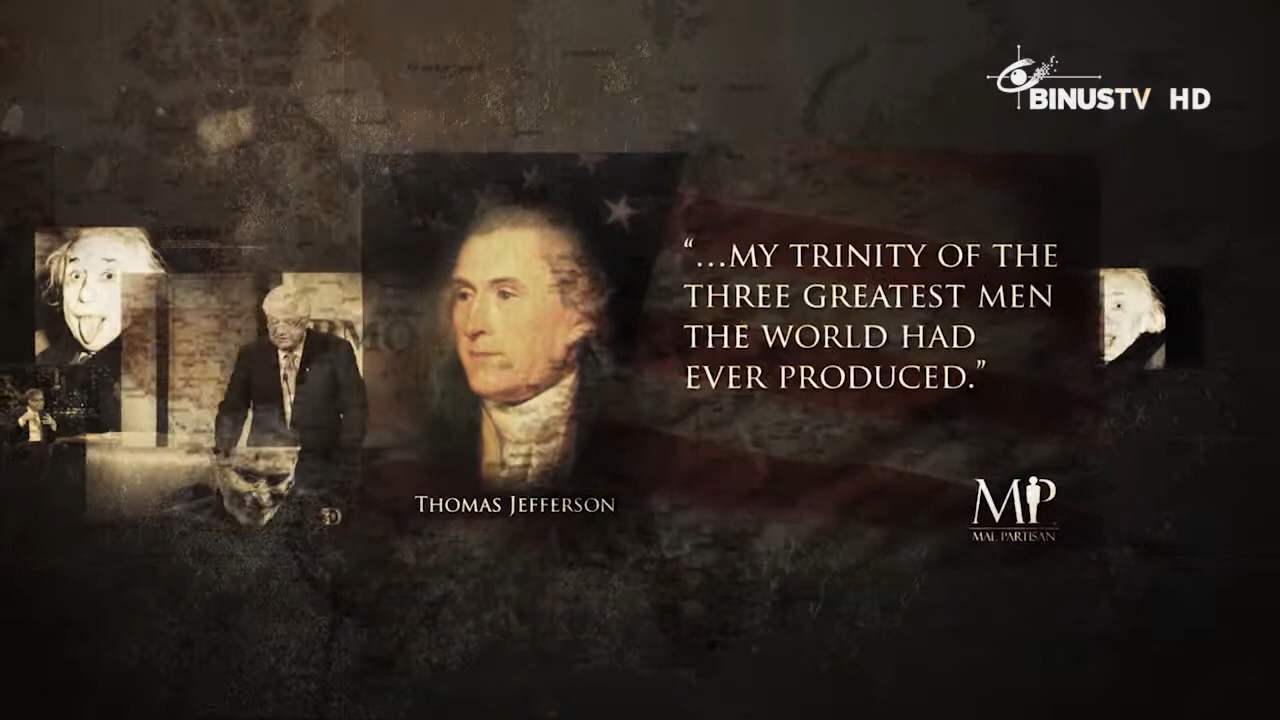 BINUSTV HD
“...MY TRINITY OF THE
THREE GREATEST MEN
THE WORLD HAD
EVER PRODUCED.”
THOMAS JEFFERSON
MP
MAL PARTISAN